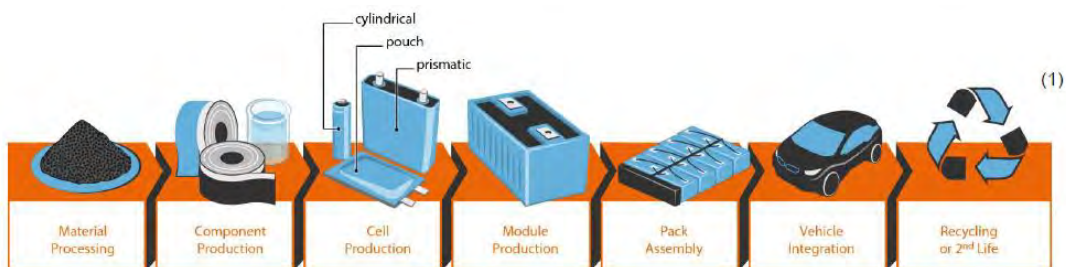 cylindrical
pouch
prismatic
(1)
Material
Processing
Component
Production
Cell
Production
Module
Production
Pack
Assembly
Vehicle
Integration
Recycling
or 2nd Life